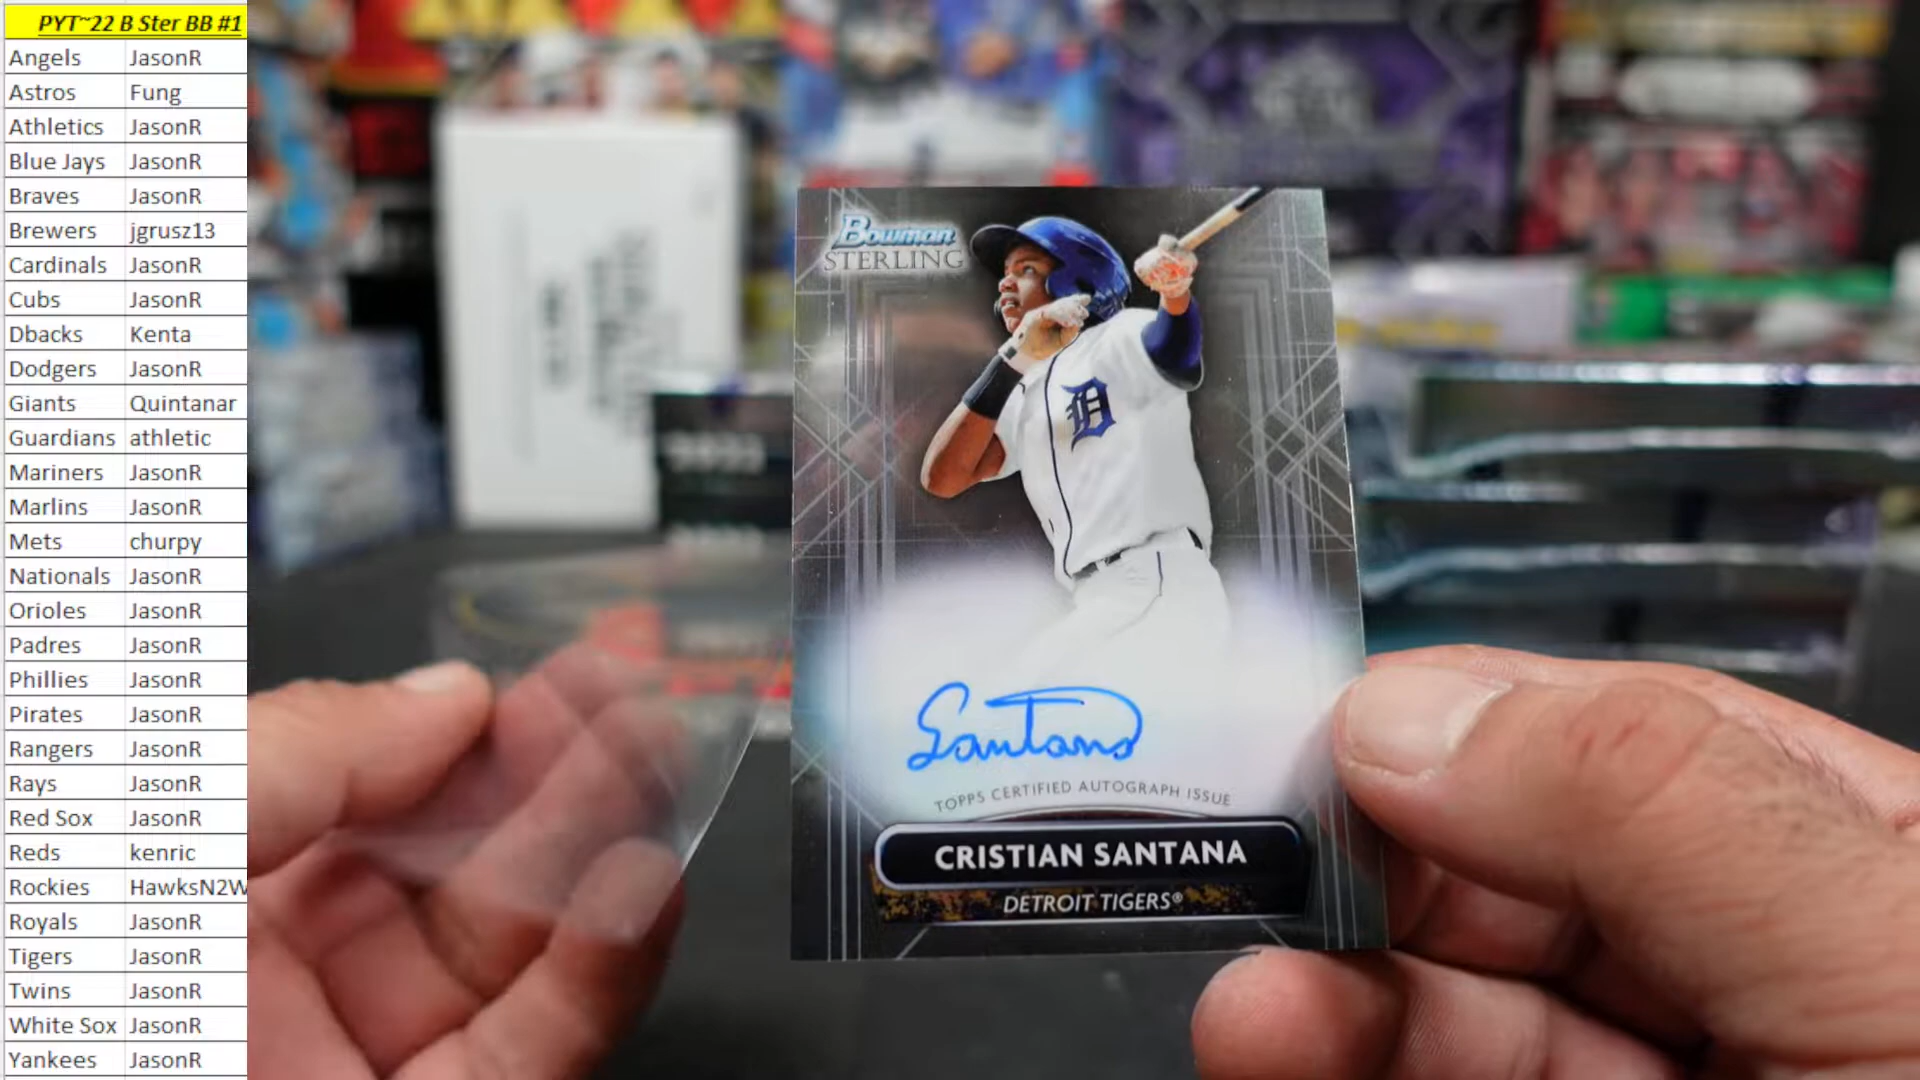 PYT~22 B Ster BB #1
Angels JasonR
Astros Fung
Athletics JasonR
Blue Jays JasonR
Braves JasonR
Brewers jgrusz13
Cardinals JasonR
Cubs JasonR
Dbacks Kenta
Dodgers JasonR
Giants Quintanar
Guardians athletic
Mariners JasonR
Marlins JasonR
Mets churpy
Nationals JasonR
Orioles JasonR
Padres JasonR
Phillies JasonR
Pirates JasonR
Rangers JasonR
Rays JasonR
Red Sox JasonR
Reds kenric
Rockies HawksN2W
Royals JasonR
Tigers JasonR
Twins JasonR
White Sox JasonR
Yankees JasonR
Bowman
STERLING
D
Santana
TOPPS CERTIFIED AUTOGRAPH ISSUE
CRISTIAN SANTANA
DETROIT TIGERS®